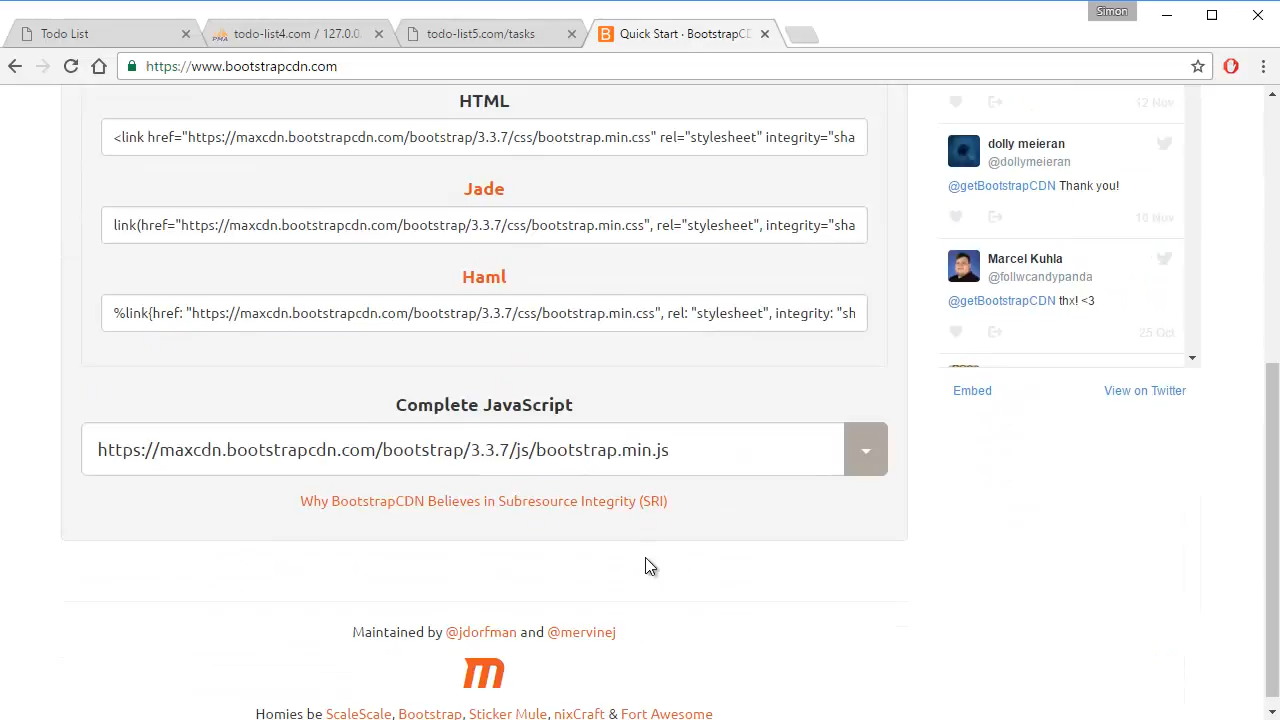 Simon
Todo List
todo-list4.com / 127.0.0.
todo-list5.com/tasks
Quick Start · BootstrapC
https://www.bootstrapcdn.com
HTML
<link href="https://maxcdn.bootstrapcdn.com/bootstrap/3.3.7/css/bootstrap.min.css" rel="stylesheet" integrity="sha
Jade
link(href="https://maxcdn.bootstrapcdn.com/bootstrap/3.3.7/css/bootstrap.min.css", rel="stylesheet", integrity="sha
Haml
%link{href: "https://maxcdn.bootstrapcdn.com/bootstrap/3.3.7/css/bootstrap.min.css", rel: "stylesheet", integrity: "sh
Complete JavaScript
https://maxcdn.bootstrapcdn.com/bootstrap/3.3.7/js/bootstrap.min.js
Why BootstrapCDN Believes in Subresource Integrity (SRI)
Maintained by @jdorfman and @mervinej
m
Homies be ScaleScale, Bootstrap, Sticker Mule, nixCraft & Fort Awesome
12 Nov
dolly meieran
@dollymeieran
@getBootstrapCDN Thank you!
10 Nov
Marcel Kuhla
@follwcandypanda
@getBootstrapCDN thx! <3
25 Oct
Embed
View on Twitter